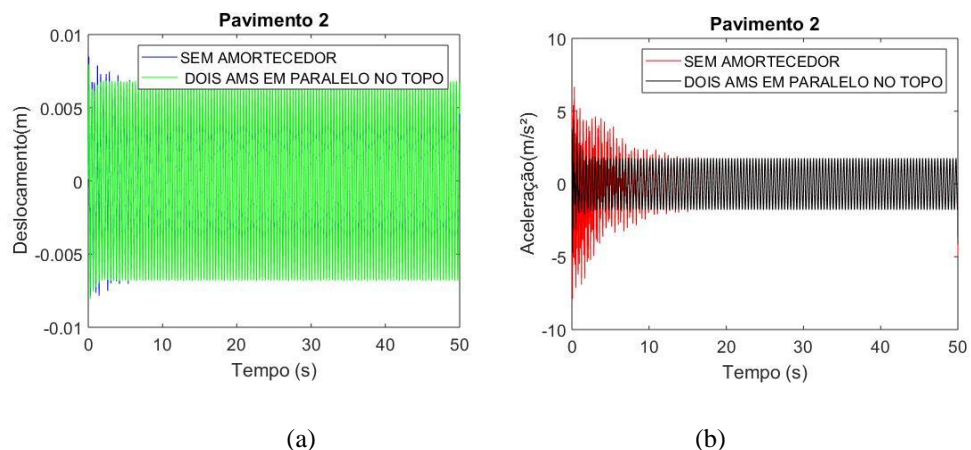 Pavimento 2
0.01
0.005
0
-0.005
-0.01
Deslocamento(m)
SEM AMORTECEDOR
DOIS AMS EM PARALELO NO TOPO
0 10 20 30 40 50
Tempo (s)
(a)
Pavimento 2
10
5
0
-5
-10
Aceleração(m/s²)
SEM AMORTECEDOR
DOIS AMS EM PARALELO NO TOPO
0 10 20 30 40 50
Tempo (s)
(b)